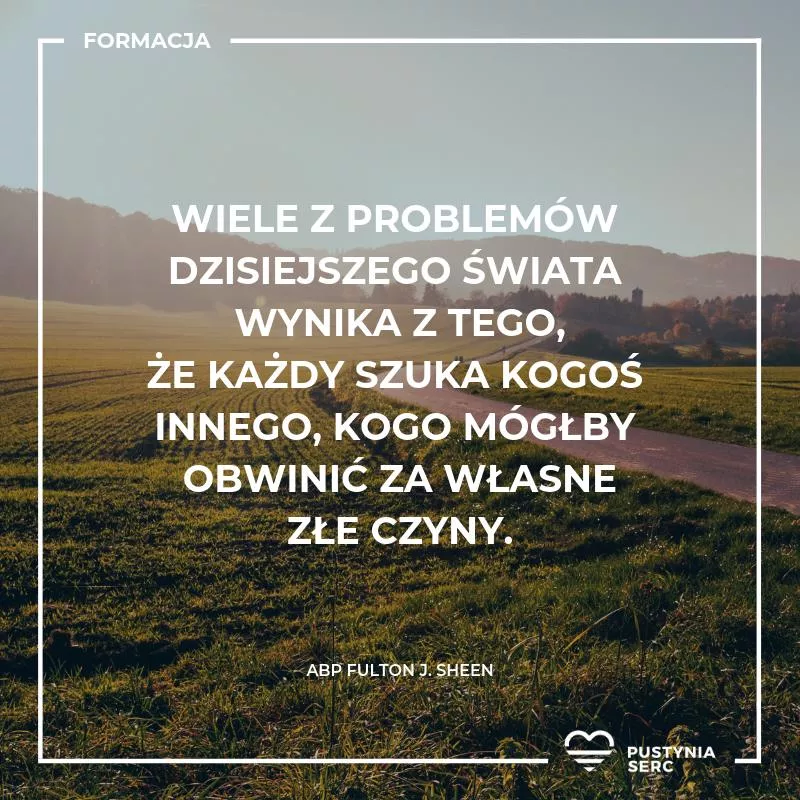 FORMACJA
WIELE Z PROBLEMÓW
DZISIEJSZEGO ŚWIATA
WYNIKA Z TEGO,
ŻE KAŻDY SZUKA KOGOŚ
INNEGO, KOGO MÓGŁBY
OBWINIĆ ZA WŁASNE
ZŁE CZYNY.
ABP FULTON J. SHEEN
PUSTYNIA
SERC